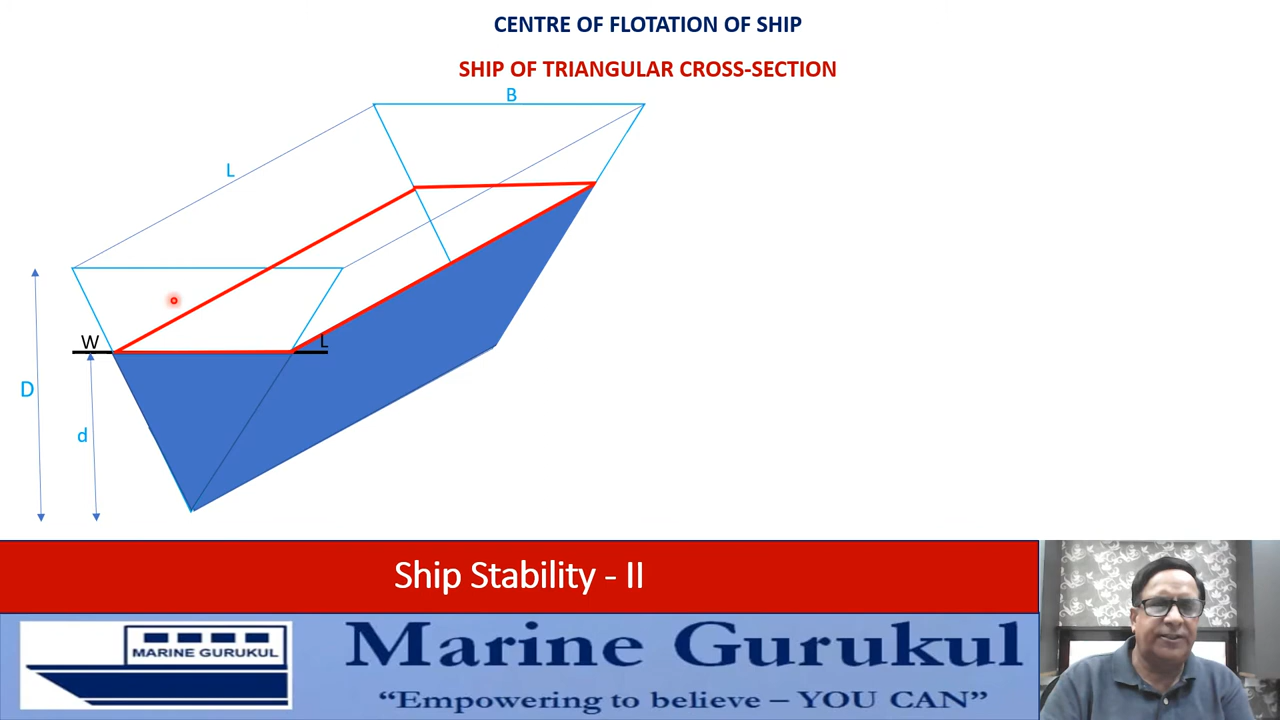 CENTRE OF FLOTATION OF SHIP
SHIP OF TRIANGULAR CROSS-SECTION
B
L
W
L
D
d
Ship Stability - II
MARINE GURUKUL
Marine Gurukul
“Empowering to believe – YOU CAN”